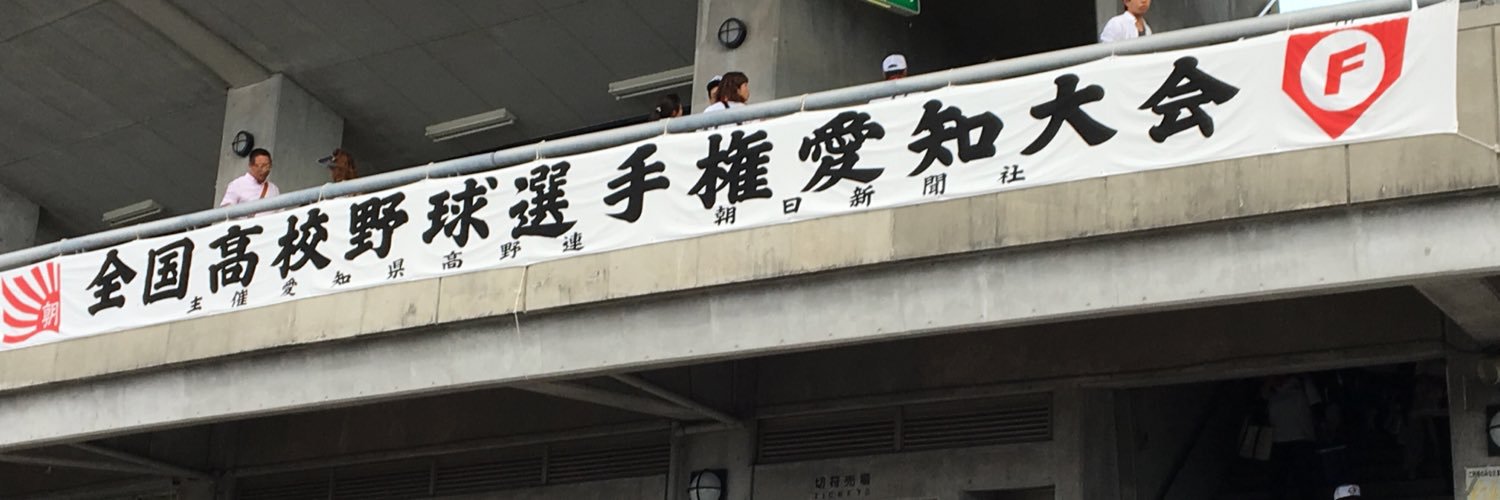 全国高校野球選手権愛知大会
主催 愛知県高野連 朝日新聞社
朝
F
切符売場
TICKETS